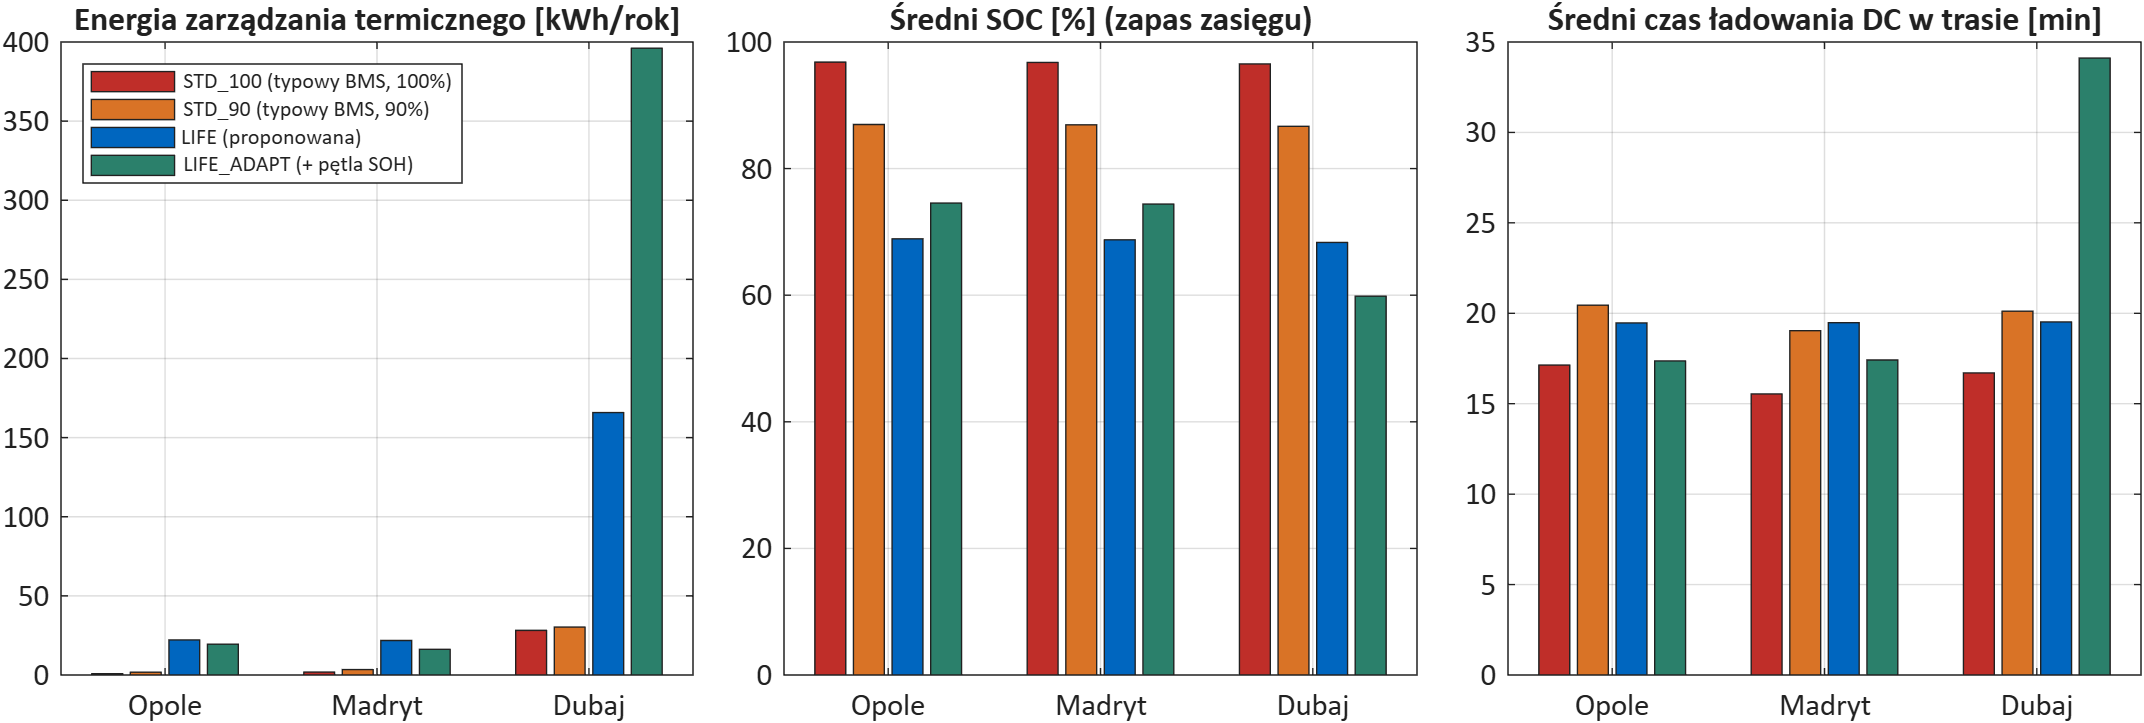 Energia zarządzania termicznego [kWh/rok]
400
350
300
250
200
150
100
50
0
STD_100 (typowy BMS, 100%)
STD_90 (typowy BMS, 90%)
LIFE (proponowana)
LIFE_ADAPT (+ pętla SOH)
Opole Madryt Dubaj
Średni SOC [%] (zapas zasięgu)
100
80
60
40
20
0
Opole Madryt Dubaj
Średni czas ładowania DC w trasie [min]
35
30
25
20
15
10
5
0
Opole Madryt Dubaj